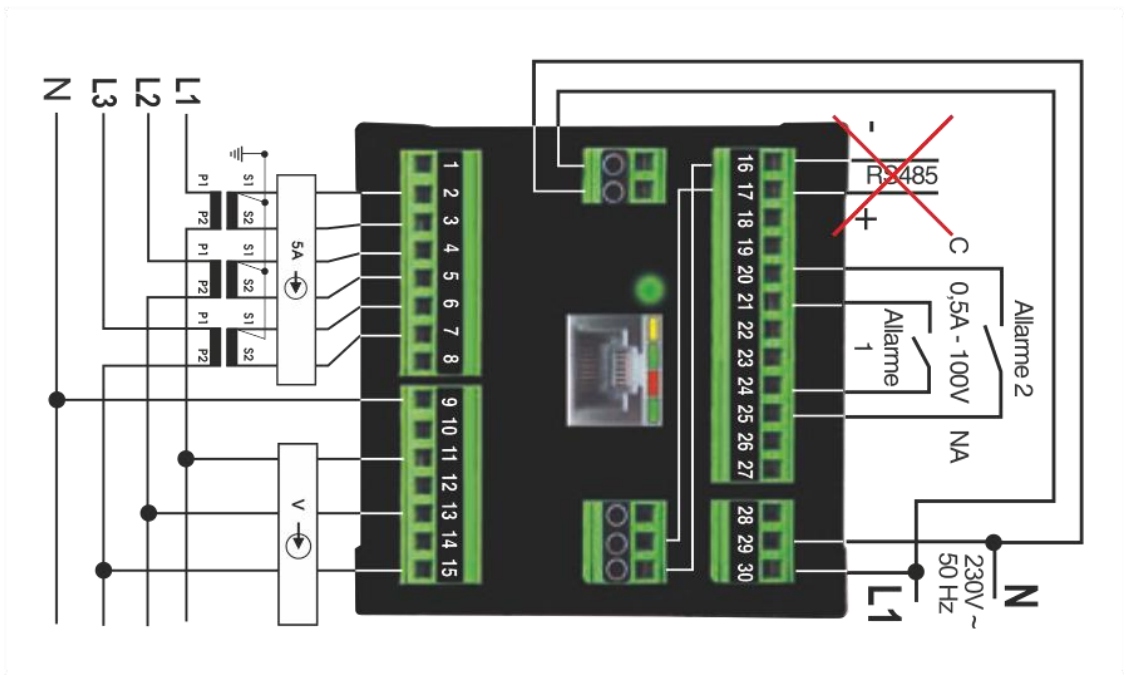 N
L3
L2
L1
P1
P2
S1
S2
P1
P2
S1
S2
P1
P2
S1
S2
5A
V
1
2
3
4
5
6
7
8
9
10
11
12
13
14
15
16
17
18
19
20
21
22
23
24
25
26
27
28
29
30
-
RS485
+
C
0,5A - 100V
NA
Allarme
1
Allarme 2
L1
N
230V ~
50 Hz